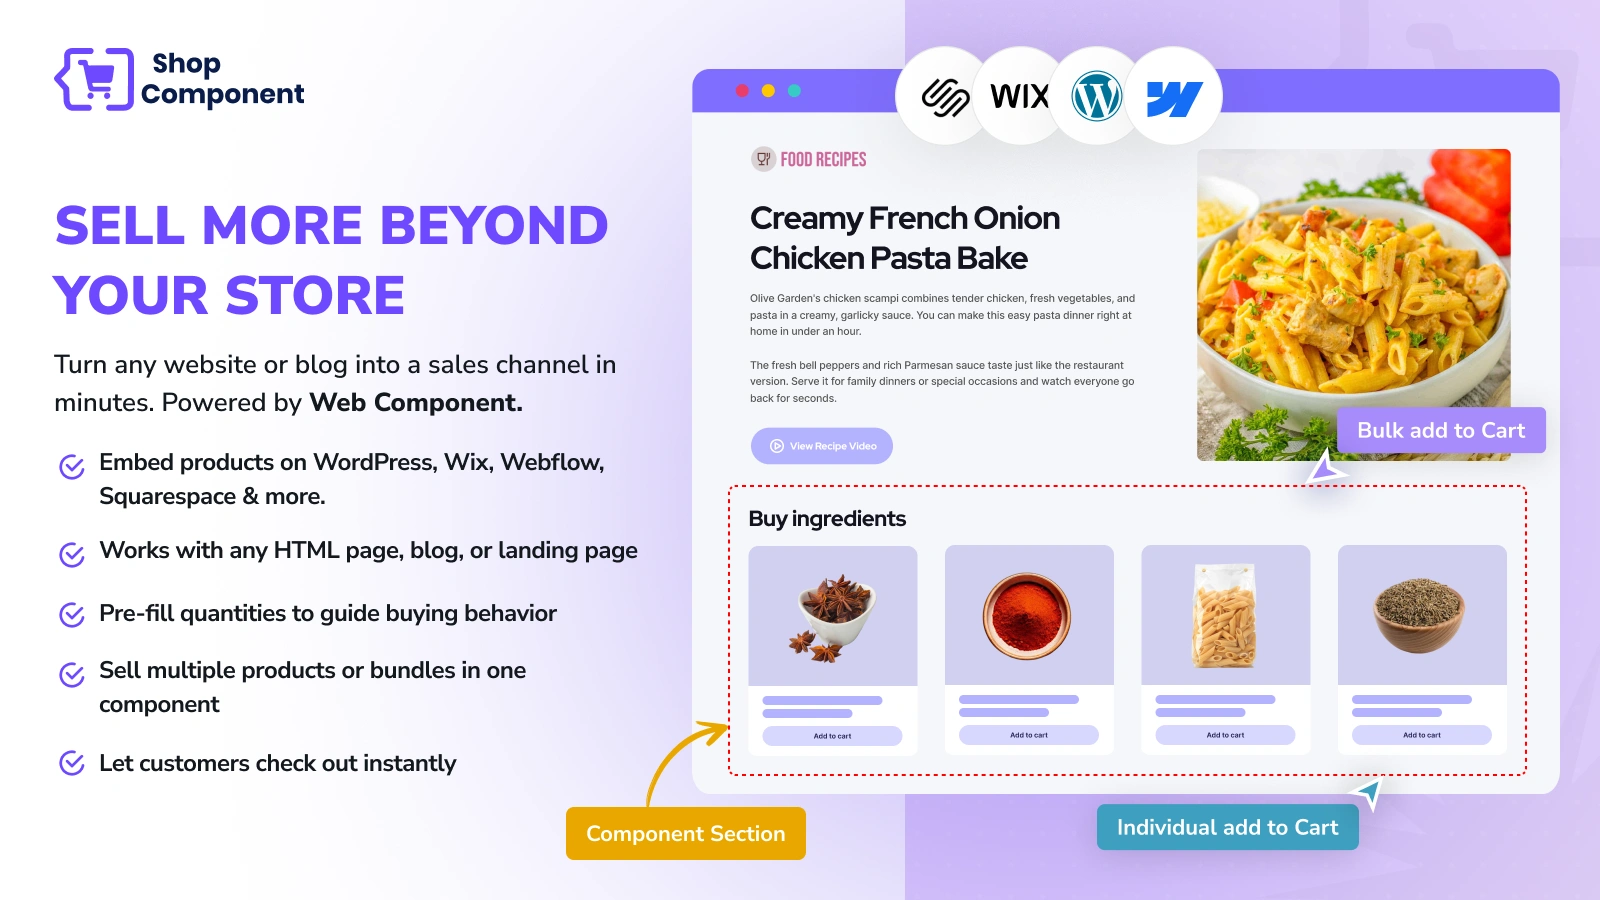 Shop
Component
SELL MORE BEYOND
YOUR STORE
Turn any website or blog into a sales channel in
minutes. Powered by Web Component.
Embed products on WordPress, Wix, Webflow,
Squarespace & more.
Works with any HTML page, blog, or landing page
Pre-fill quantities to guide buying behavior
Sell multiple products or bundles in one
component
Let customers check out instantly
Component Section
WIX
FOOD RECIPES
Creamy French Onion
Chicken Pasta Bake
Olive Garden's chicken scampi combines tender chicken, fresh vegetables, and
pasta in a creamy, garlicky sauce. You can make this easy pasta dinner right at
home in under an hour.
The fresh bell peppers and rich Parmesan sauce taste just like the restaurant
version. Serve it for family dinners or special occasions and watch everyone go
back for seconds.
View Recipe Video
Bulk add to Cart
Buy ingredients
Add to cart
Add to cart
Add to cart
Add to cart
Individual add to Cart